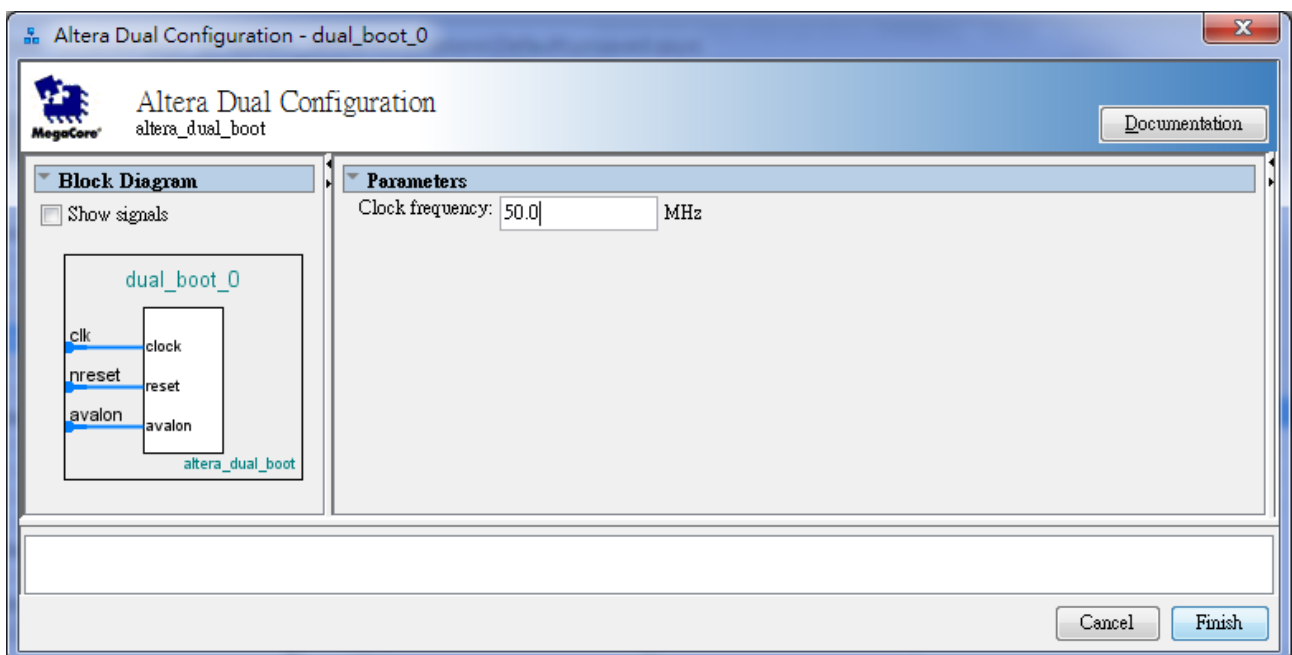 Altera Dual Configuration - dual_boot_0
Altera Dual Configuration
altera_dual_boot
MegaCore®
Documentation
Block Diagram
Show signals
dual_boot_0
clk
clock
nreset
reset
avalon
avalon
altera_dual_boot
Parameters
Clock frequency: 50.0 MHz
Cancel
Finish